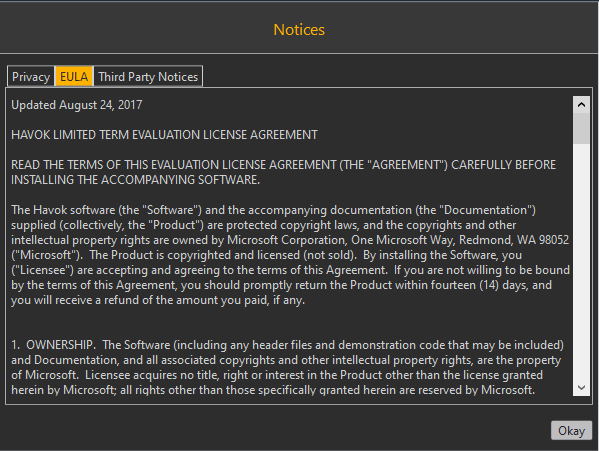 Notices
Privacy EULA Third Party Notices
Updated August 24, 2017
HAVOK LIMITED TERM EVALUATION LICENSE AGREEMENT
READ THE TERMS OF THIS EVALUATION LICENSE AGREEMENT (THE "AGREEMENT") CAREFULLY BEFORE
INSTALLING THE ACCOMPANYING SOFTWARE.
The Havok software (the "Software") and the accompanying documentation (the "Documentation")
supplied (collectively, the "Product") are protected copyright laws, and the copyrights and other
intellectual property rights are owned by Microsoft Corporation, One Microsoft Way, Redmond, WA 98052
("Microsoft").  The Product is copyrighted and licensed (not sold).  By installing the Software, you
("Licensee") are accepting and agreeing to the terms of this Agreement.  If you are not willing to be bound
by the terms of this Agreement, you should promptly return the Product within fourteen (14) days, and
you will receive a refund of the amount you paid, if any.
1.  OWNERSHIP.  The Software (including any header files and demonstration code that may be included)
and Documentation, and all associated copyrights and other intellectual property rights, are the property
of Microsoft.  Licensee acquires no title, right or interest in the Product other than the license granted
herein by Microsoft; all rights other than those specifically granted herein are reserved by Microsoft.
Okay